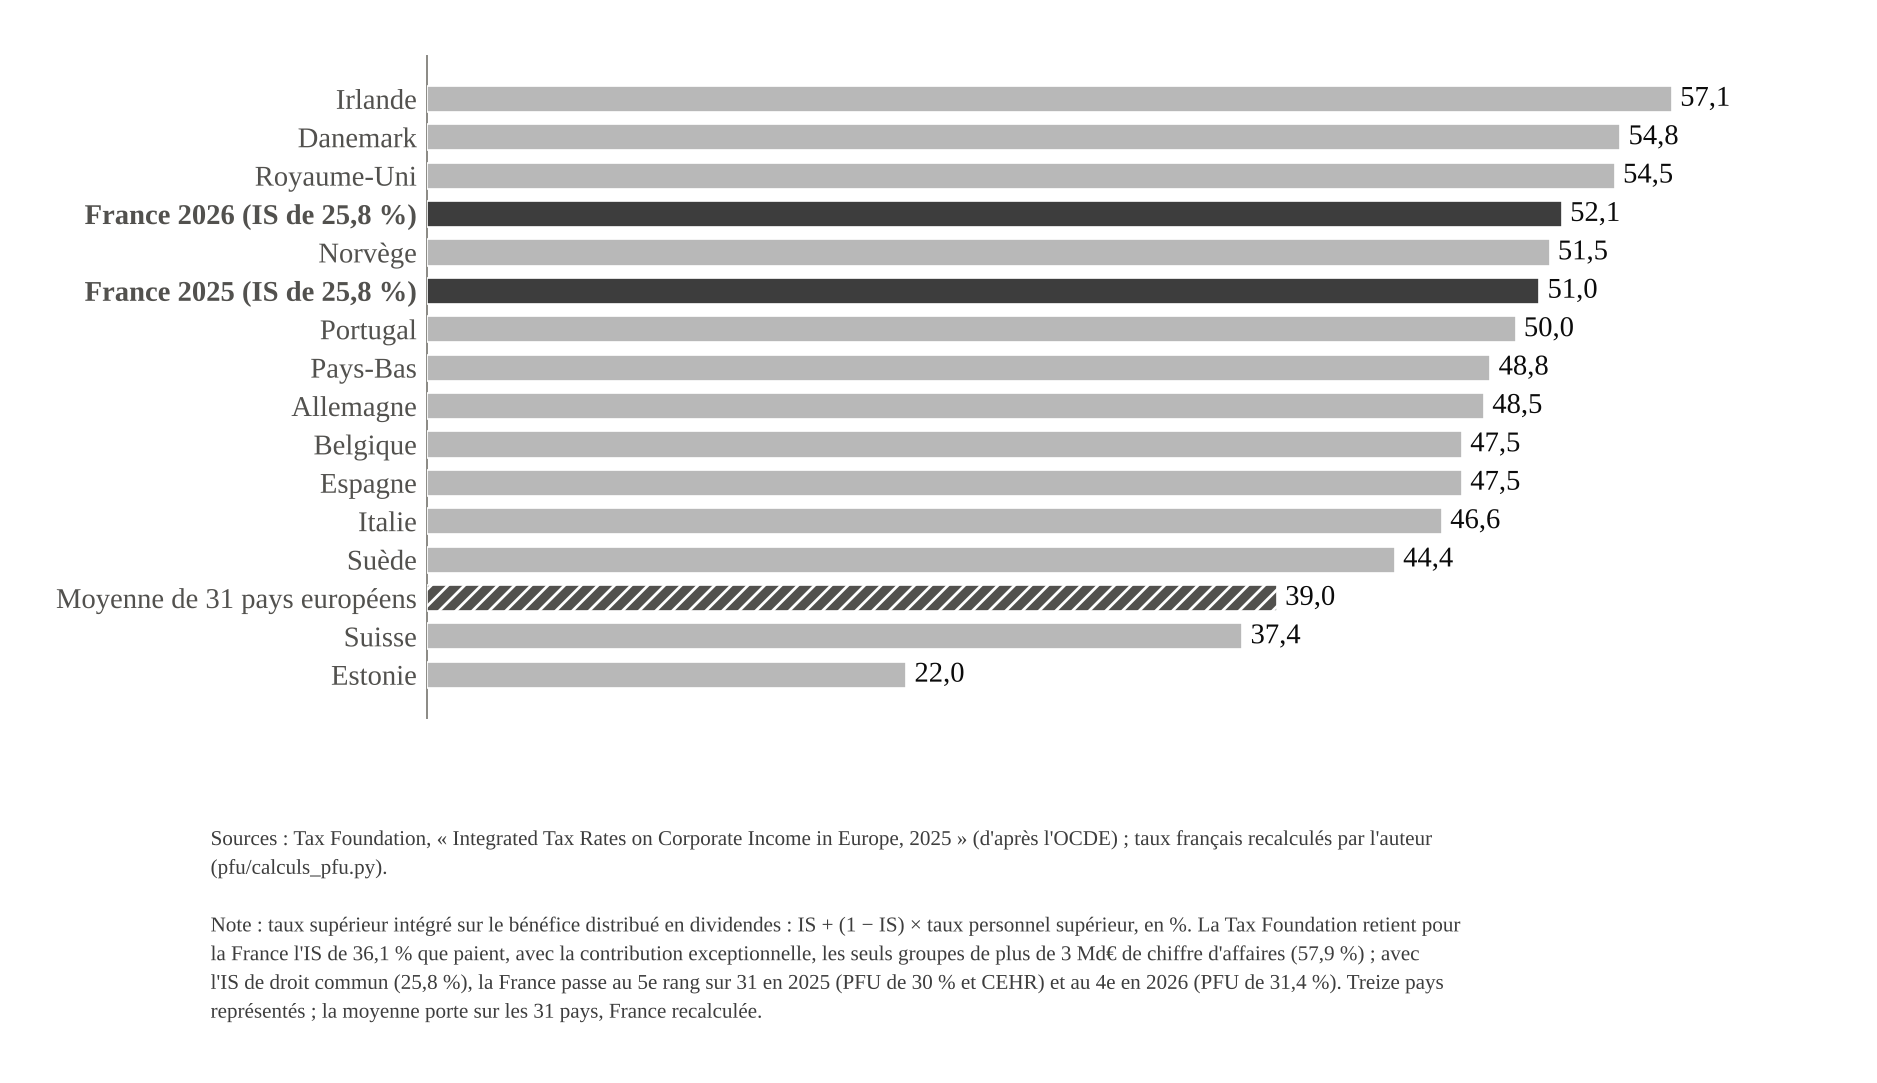 Irlande 57,1
Danemark 54,8
Royaume-Uni 54,5
France 2026 (IS de 25,8 %) 52,1
Norvège 51,5
France 2025 (IS de 25,8 %) 51,0
Portugal 50,0
Pays-Bas 48,8
Allemagne 48,5
Belgique 47,5
Espagne 47,5
Italie 46,6
Suède 44,4
Moyenne de 31 pays européens 39,0
Suisse 37,4
Estonie 22,0
Sources : Tax Foundation, « Integrated Tax Rates on Corporate Income in Europe, 2025 » (d'après l'OCDE) ; taux français recalculés par l'auteur
(pfu/calculs_pfu.py).
Note : taux supérieur intégré sur le bénéfice distribué en dividendes : IS + (1 − IS) × taux personnel supérieur, en %. La Tax Foundation retient pour
la France l'IS de 36,1 % que paient, avec la contribution exceptionnelle, les seuls groupes de plus de 3 Md€ de chiffre d'affaires (57,9 %) ; avec
l'IS de droit commun (25,8 %), la France passe au 5e rang sur 31 en 2025 (PFU de 30 % et CEHR) et au 4e en 2026 (PFU de 31,4 %). Treize pays
représentés ; la moyenne porte sur les 31 pays, France recalculée.